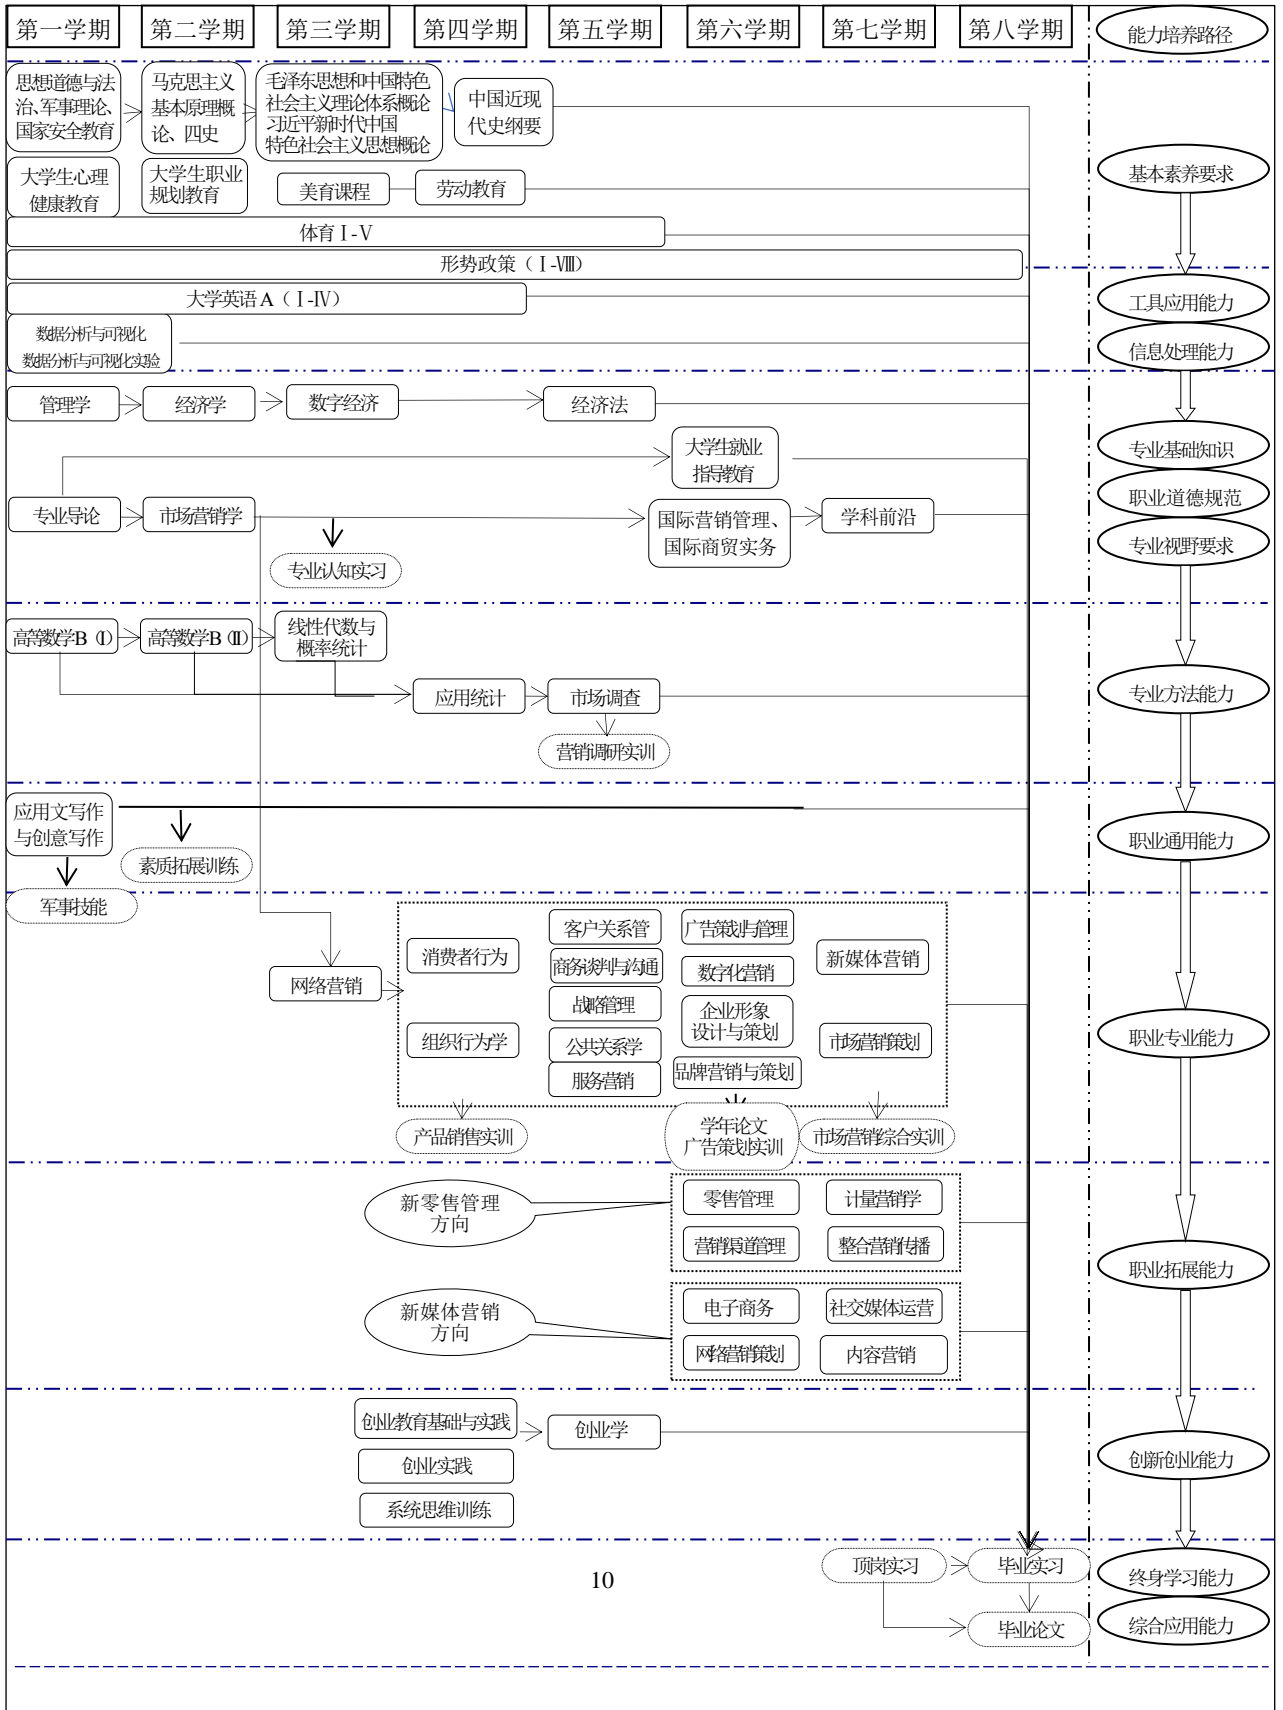 第一学期
第二学期
第三学期
第四学期
第五学期
第六学期
第七学期
第八学期
能力培养路径
思想道德与法
治、军事理论、
国家安全教育
马克思主义
基本原理概
论、四史
毛泽东思想和中国特色
社会主义理论体系概论
习近平新时代中国
特色社会主义思想概论
中国近现
代史纲要
大学生心理
健康教育
大学生职业
规划教育
美育课程
劳动教育
基本素养要求
体育Ⅰ-Ⅴ
形势政策（Ⅰ-Ⅷ）
大学英语A（Ⅰ-Ⅳ）
工具应用能力
数据分析与可视化
数据分析与可视化实验
信息处理能力
管理学
经济学
数字经济
经济法
大学生就业
指导教育
专业基础知识
职业道德规范
专业导论
市场营销学
国际营销管理、
国际商贸实务
学科前沿
专业视野要求
专业认知实习
高等数学B（Ⅰ）
高等数学B（Ⅱ）
线性代数与
概率统计
应用统计
市场调查
专业方法能力
营销调研实训
应用文写作
与创意写作
素质拓展训练
职业通用能力
军事技能
网络营销
消费者行为
组织行为学
客户关系管
商务谈判与沟通
战略管理
公共关系学
服务营销
广告策划与管理
数字化营销
企业形象
设计与策划
品牌营销与策划
新媒体营销
市场营销策划
职业专业能力
产品销售实训
学年论文
广告策划实训
市场营销综合实训
新零售管理
方向
零售管理
计量营销学
营销渠道管理
整合营销传播
职业拓展能力
新媒体营销
方向
电子商务
社交媒体运营
网络营销策划
内容营销
创业教育基础与实践
创业学
创业实践
系统思维训练
创新创业能力
顶岗实习
毕业实习
终身学习能力
10
毕业论文
综合应用能力